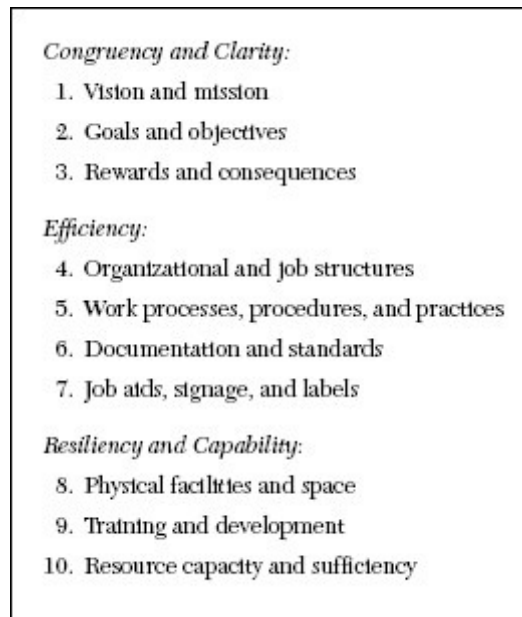 Congruency and Clarity:
1. Vision and mission
2. Goals and objectives
3. Rewards and consequences
Efficiency:
4. Organizational and job structures
5. Work processes, procedures, and practices
6. Documentation and standards
7. Job aids, signage, and labels
Resiliency and Capability:
8. Physical facilities and space
9. Training and development
10. Resource capacity and sufficiency